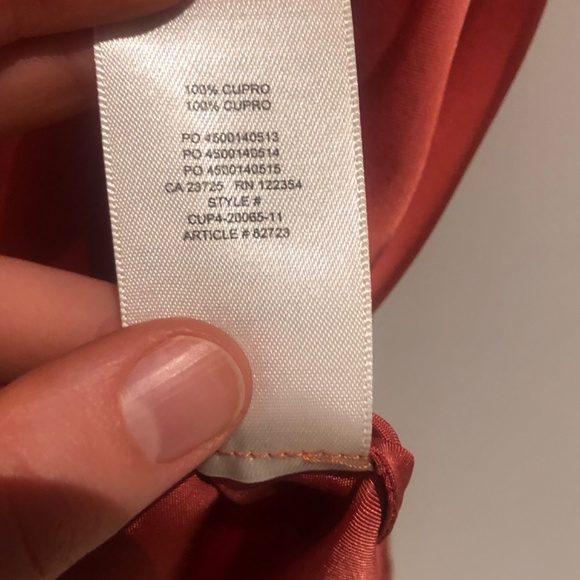 100% CUPRO
100% CUPRO
PO 4500140513
PO 4500140514
PO 4500140515
CA 23725 RN 122354
STYLE #
CUP4-20065-11
ARTICLE # 82723